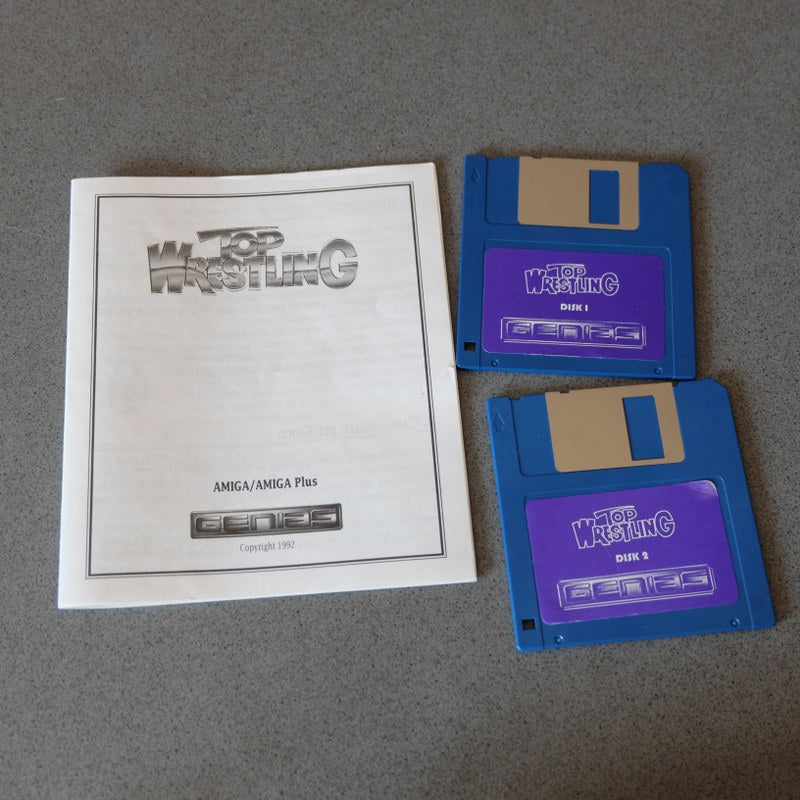 TOP
WRESTLING
AMIGA/AMIGA Plus
GENIAS
Copyright 1992
TOP
WRESTLING
DISK 1
GENIAS
TOP
WRESTLING
DISK 2
GENIAS